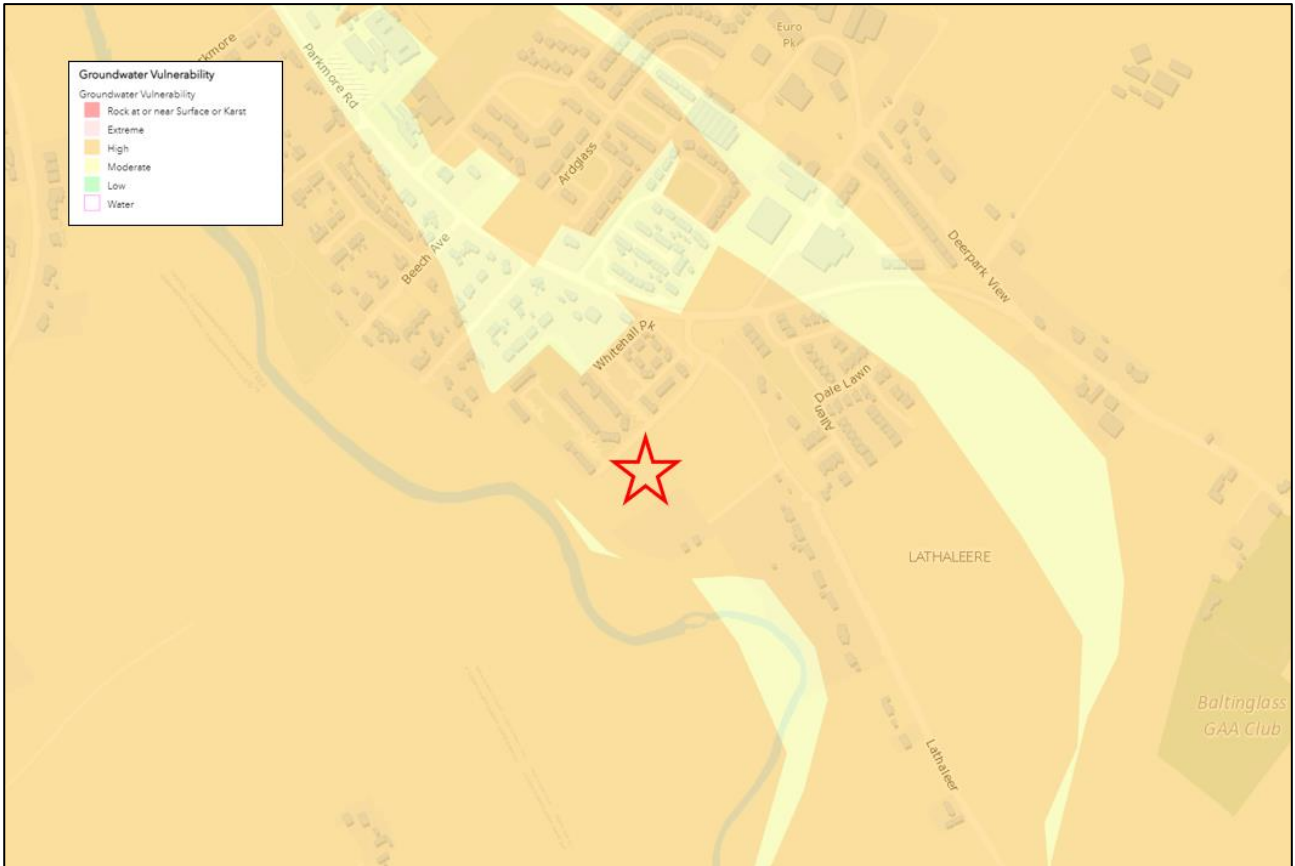 Groundwater Vulnerability
Groundwater Vulnerability
Rock at or near Surface or Karst
Extreme
High
Moderate
Low
Water
Parkmore Rd
Euro
Pk
Ardglass
Beech Ave
Whitehall Pk
Deerpark View
Allen
Dale Lawn
LATHALEERE
Baltinglass
GAA Club
Lathaleer